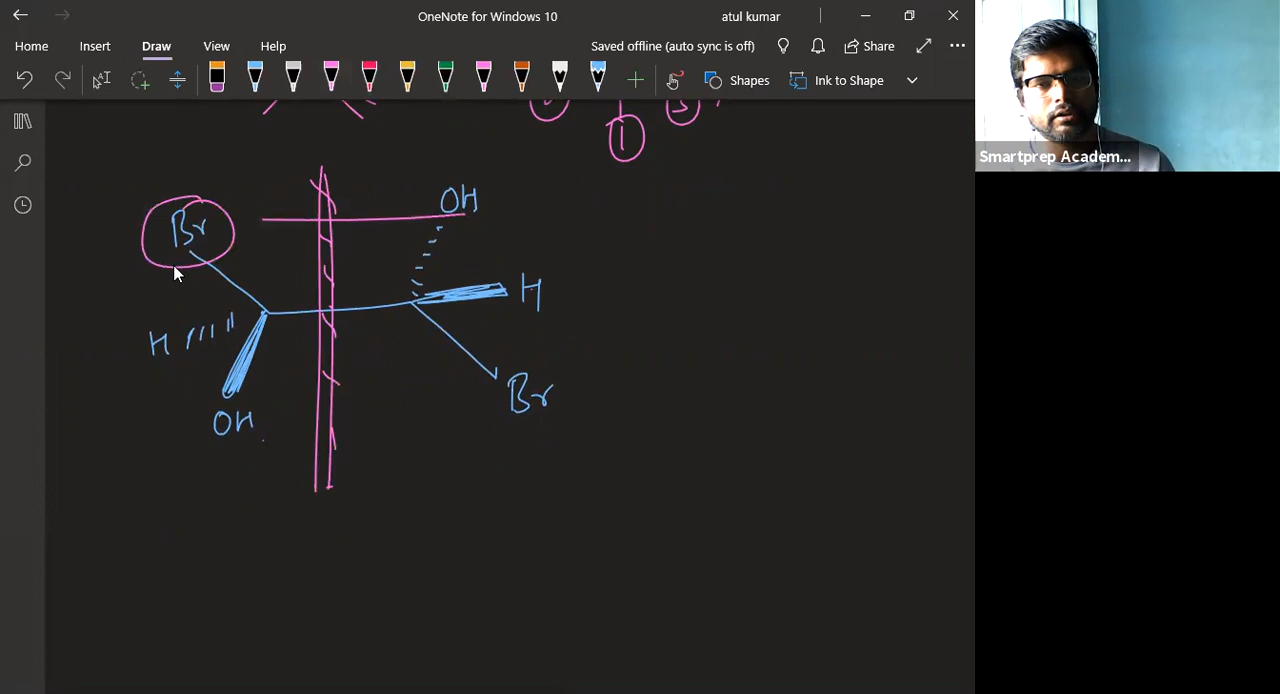 OneNote for Windows 10
atul kumar
Home Insert Draw View Help
Saved offline (auto sync is off)
Share
Shapes
Ink to Shape
Smartprep Academ...
1
Br
OH
H
H
OH
Br